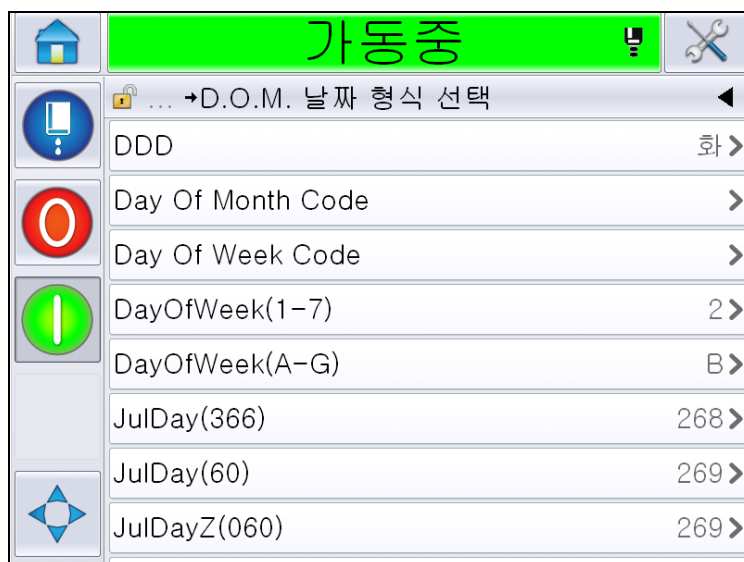 가동중
... →D.O.M. 날짜 형식 선택
DDD 화
Day Of Month Code
Day Of Week Code
DayOfWeek(1-7) 2
DayOfWeek(A-G) B
JulDay(366) 268
JulDay(60) 269
JulDayZ(060) 269